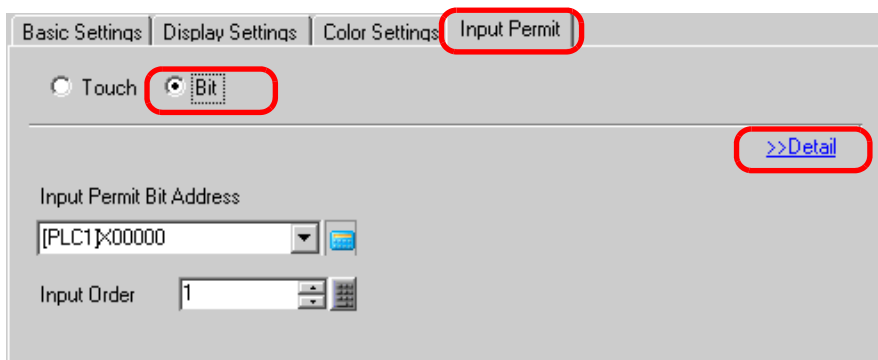 Basic Settings Display Settings Color Settings Input Permit
Touch Bit
>>Detail
Input Permit Bit Address
[PLC1]X00000
Input Order 1